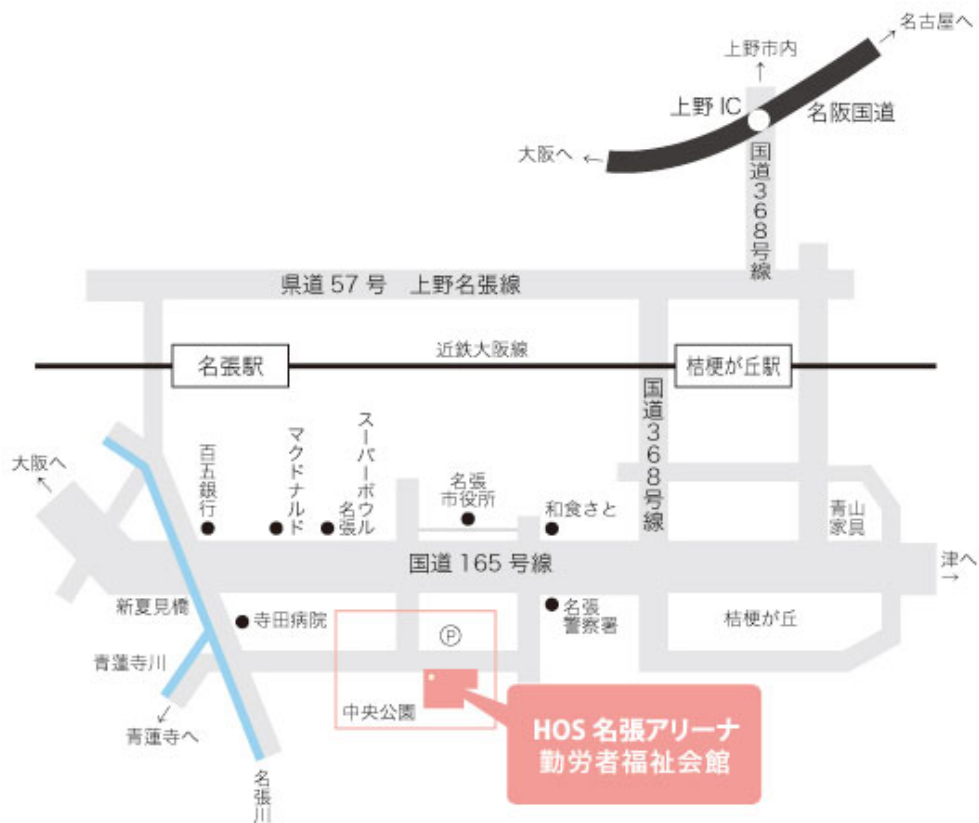 名古屋へ
上野市内
上野 IC
名阪国道
大阪へ
国道368号線
県道 57 号　上野名張線
近鉄大阪線
名張駅
桔梗が丘駅
国道368号線
大阪へ
百五銀行
マクドナルド
スーパーボウル
名張
名張
市役所
和食さと
青山
家具
国道 165 号線
津へ
新夏見橋
寺田病院
名張
警察署
桔梗が丘
P
青蓮寺川
中央公園
青蓮寺へ
名張川
HOS 名張アリーナ
勤労者福祉会館